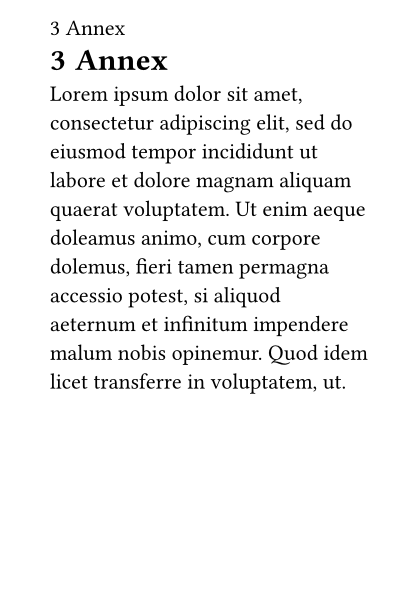 3 Annex
3 Annex
Lorem ipsum dolor sit amet,
consectetur adipiscing elit, sed do
eiusmod tempor incididunt ut
labore et dolore magnam aliquam
quaerat voluptatem. Ut enim aeque
doleamus animo, cum corpore
dolemus, fieri tamen permagna
accessio potest, si aliquod
aeternum et infinitum impendere
malum nobis opinemur. Quod idem
licet transferre in voluptatem, ut.